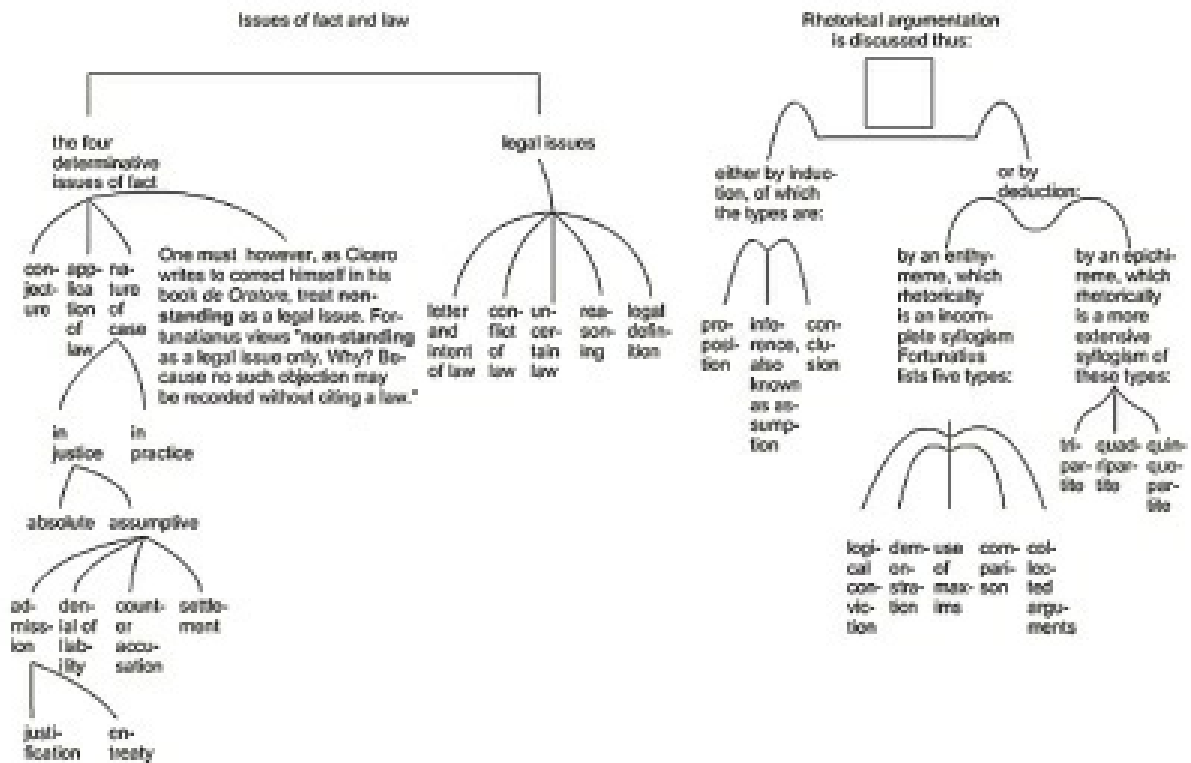 Issues of fact and law
the four
determinative
issues of fact
legal issues
con-
ject-
ure
app-
lica
tion
of
law
na-
ture
of
case
One must however, as Cicero
writes to correct himself in his
book de Oratore, treat non-
standing as a legal issue. For-
tunatianus views "non-standing
as a legal issue only. Why? Be-
cause no such objection may
be recorded without citing a law."
letter
and
intent
of law
con-
flict
of
law
un-
cer-
tain
law
rea-
son-
ing
legal
defin-
ition
in
justice
in
practice
absolute
assumptive
ad-
miss-
ion
den-
ial of
liab-
ility
count-
er
accu-
sation
settle-
ment
justi-
fication
en-
treaty
Rhetorical argumentation
is discussed thus:
either by induc-
tion, of which
the types are:
or by
deduction:
pro-
posi-
tion
infe-
rence,
also
known
as as-
sump-
tion
con-
clu-
sion
by an enthy-
meme, which
rhetorically
is an incom-
plete syllogism
Fortunatius
lists five types:
by an epichi-
reme, which
rhetorically
is a more
extensive
syllogism of
these types:
logi-
cal
con-
vic-
tion
dem-
on-
stra-
tion
use
of
max-
ims
com-
pari-
son
col-
lec-
ted
argu-
ments
tri-
par-
tite
quad-
ripar-
tite
quin-
que-
par-
tite